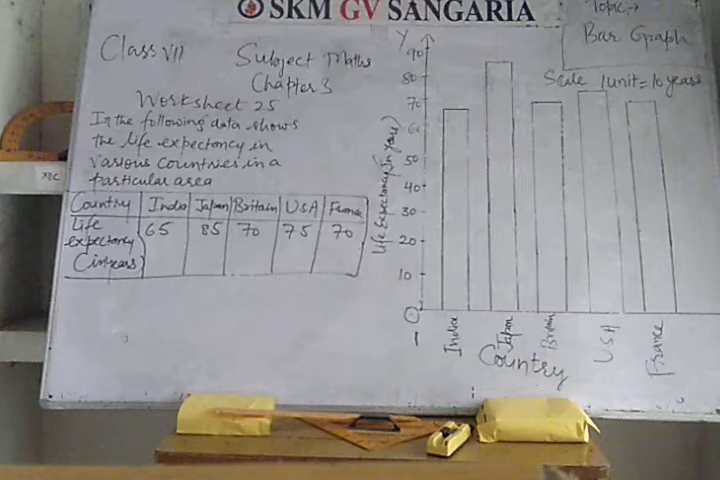 SKM GV SANGARIA
Topic →
Bar Graph
Class VII Subject Maths
Chapter 3
Worksheet 25
In the following data shows
the life expectancy in
various countries in a
particular area
Country India Japan Britain USA France
Life expectancy (in years) 65 85 70 75 70
Scale 1unit = 10 years
Y
90
80
70
60
50
40
30
20
10
0
Life Expectancy (in years)
India Japan Britain USA France
Country